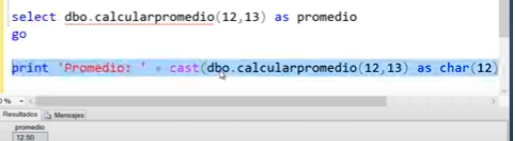 select dbo.calcularpromedio(12,13) as promedio
go
print 'Promedio: ' + cast(dbo.calcularpromedio(12,13) as char(12)
0 %
Resultados Mensajes
promedio
12.50